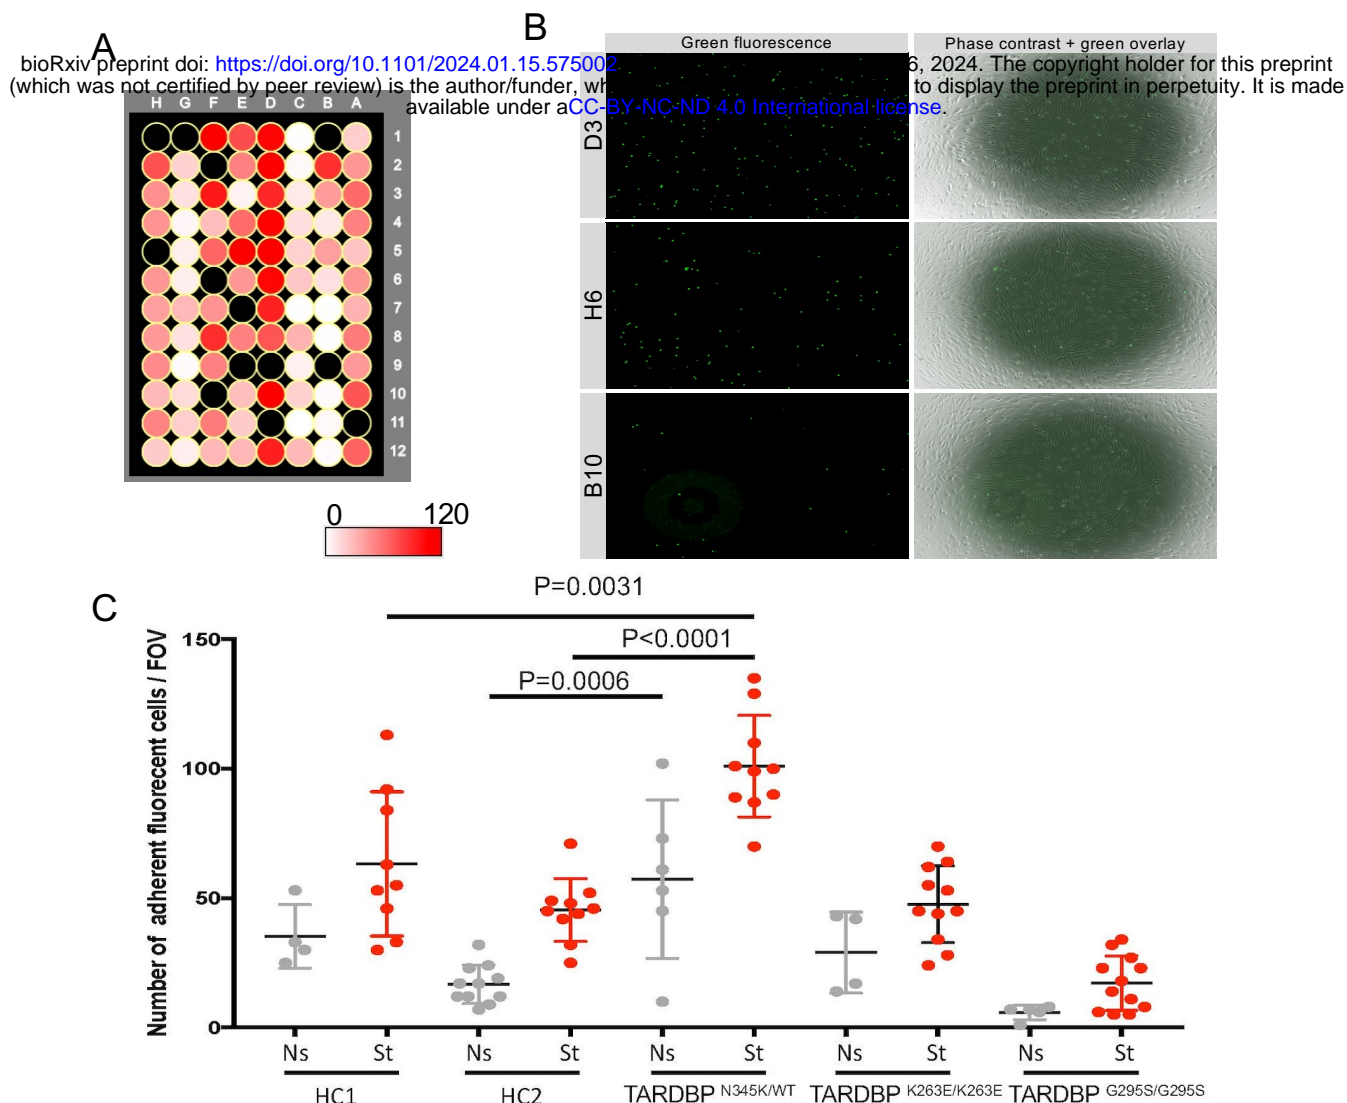 A
B
Green fluorescence
Phase contrast + green overlay
bioRxiv preprint doi: https://doi.org/10.1101/2024.01.15.575002
6, 2024. The copyright holder for this preprint
(which was not certified by peer review) is the author/funder, wh
to display the preprint in perpetuity. It is made
available under aCC-BY-NC-ND 4.0 International license.
H G F E D C B A
1
2
3
4
5
6
7
8
9
10
11
12
0 120
D3
H6
B10
C
P=0.0031
P<0.0001
P=0.0006
Number of adherent fluorecent cells / FOV
150
100
50
0
Ns St Ns St Ns St Ns St Ns St
HC1 HC2 TARDBP N345K/WT TARDBP K263E/K263E TARDBP G295S/G295S